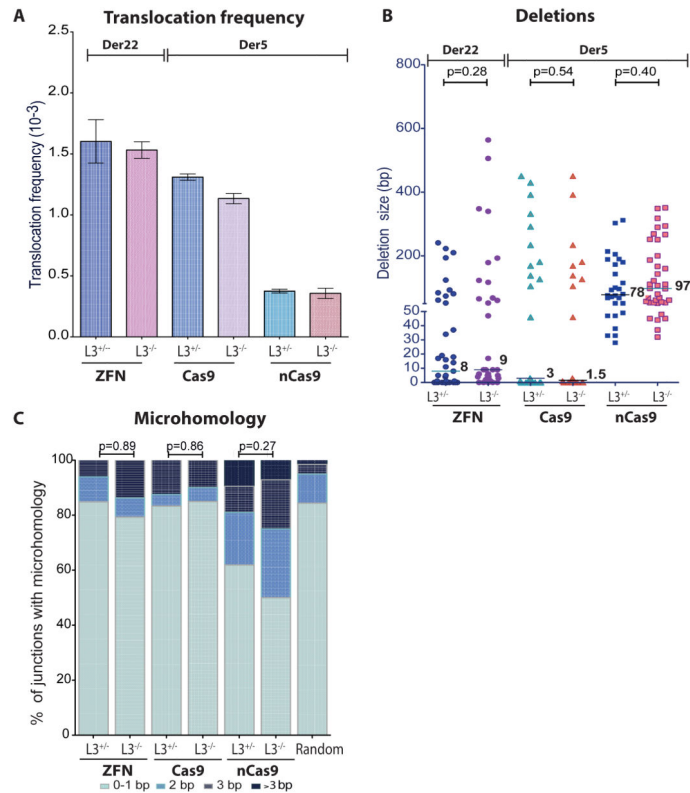 A
Translocation frequency
Der22 Der5
Translocation frequency (10⁻³)
2.5
2.0
1.5
1.0
0.5
0.0
L3⁺/⁻ L3⁻/⁻ L3⁺/⁻ L3⁻/⁻ L3⁺/⁻ L3⁻/⁻
ZFN Cas9 nCas9
B
Deletions
Der22 Der5
p=0.28 p=0.54 p=0.40
Deletion size (bp)
800
600
400
200
50
40
30
20
10
0
8 9 3 1.5 78 97
L3⁺/⁻ L3⁻/⁻ L3⁺/⁻ L3⁻/⁻ L3⁺/⁻ L3⁻/⁻
ZFN Cas9 nCas9
C
Microhomology
p=0.89 p=0.86 p=0.27
% of junctions with microhomology
100
80
60
40
20
0
L3⁺/⁻ L3⁻/⁻ L3⁺/⁻ L3⁻/⁻ L3⁺/⁻ L3⁻/⁻ Random
ZFN Cas9 nCas9
0-1 bp 2 bp 3 bp >3bp